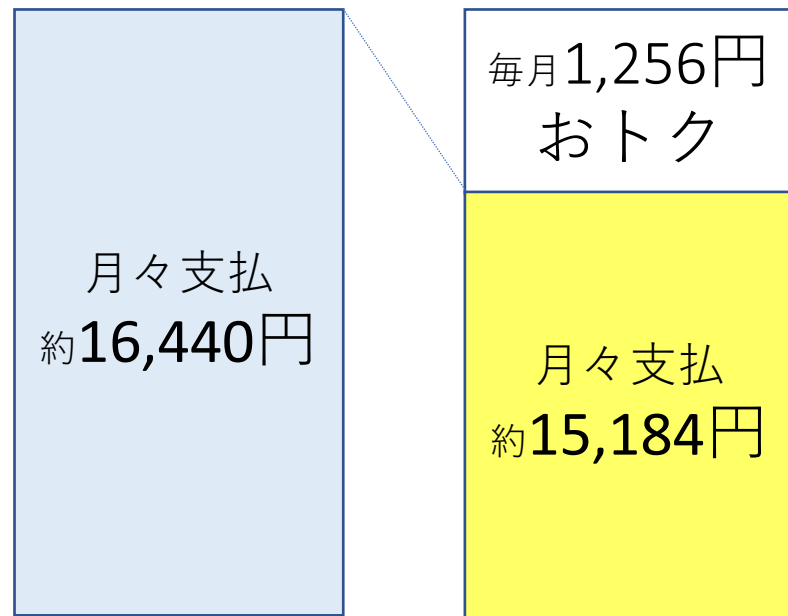 月々支払
約16,440円
毎月1,256円
おトク
月々支払
約15,184円